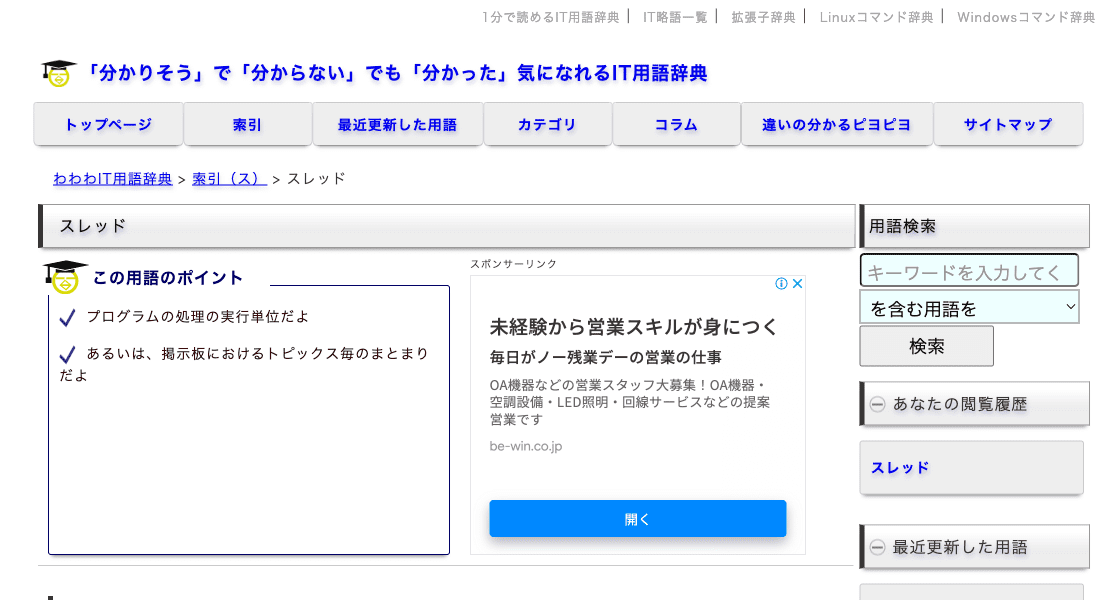 1分で読めるIT用語辞典 IT略語一覧 拡張子辞典 Linuxコマンド辞典 Windowsコマンド辞典
「分かりそう」で「分からない」でも「分かった」気になれるIT用語辞典
トップページ 索引 最近更新した用語 カテゴリ コラム 違いの分かるピヨピヨ サイトマップ
わわわIT用語辞典 > 索引（ス） > スレッド
スレッド
この用語のポイント
プログラムの処理の実行単位だよ
あるいは、掲示板におけるトピックス毎のまとまり
だよ
スポンサーリンク
未経験から営業スキルが身につく
毎日がノー残業デーの営業の仕事
OA機器などの営業スタッフ大募集！OA機器・
空調設備・LED照明・回線サービスなどの提案
営業です
be-win.co.jp
開く
用語検索
キーワードを入力してく
を含む用語を
検索
あなたの閲覧履歴
スレッド
最近更新した用語